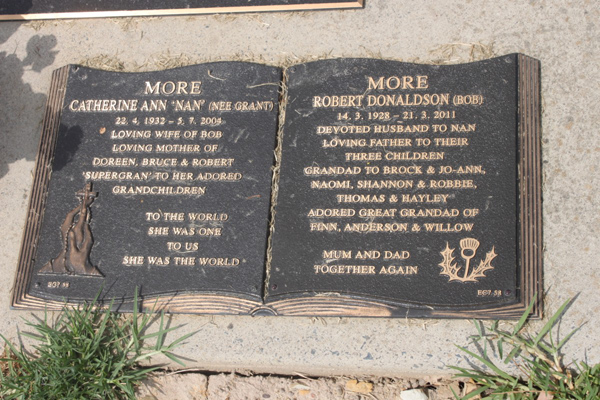 MORE
CATHERINE ANN 'NAN' (NEE GRANT)
22. 4. 1932 - 5. 7. 2004
LOVING WIFE OF BOB
LOVING MOTHER OF
DOREEN, BRUCE & ROBERT
'SUPERGRAN' TO HER ADORED
GRANDCHILDREN
TO THE WORLD
SHE WAS ONE
TO US
SHE WAS THE WORLD
MORE
ROBERT DONALDSON (BOB)
14. 3. 1928 - 21. 3. 2011
DEVOTED HUSBAND TO NAN
LOVING FATHER TO THEIR
THREE CHILDREN
GRANDAD TO BROCK & JO-ANN,
NAOMI, SHANNON & ROBBIE,
THOMAS & HAYLEY
ADORED GREAT GRANDAD OF
FINN, ANDERSON & WILLOW
MUM AND DAD
TOGETHER AGAIN